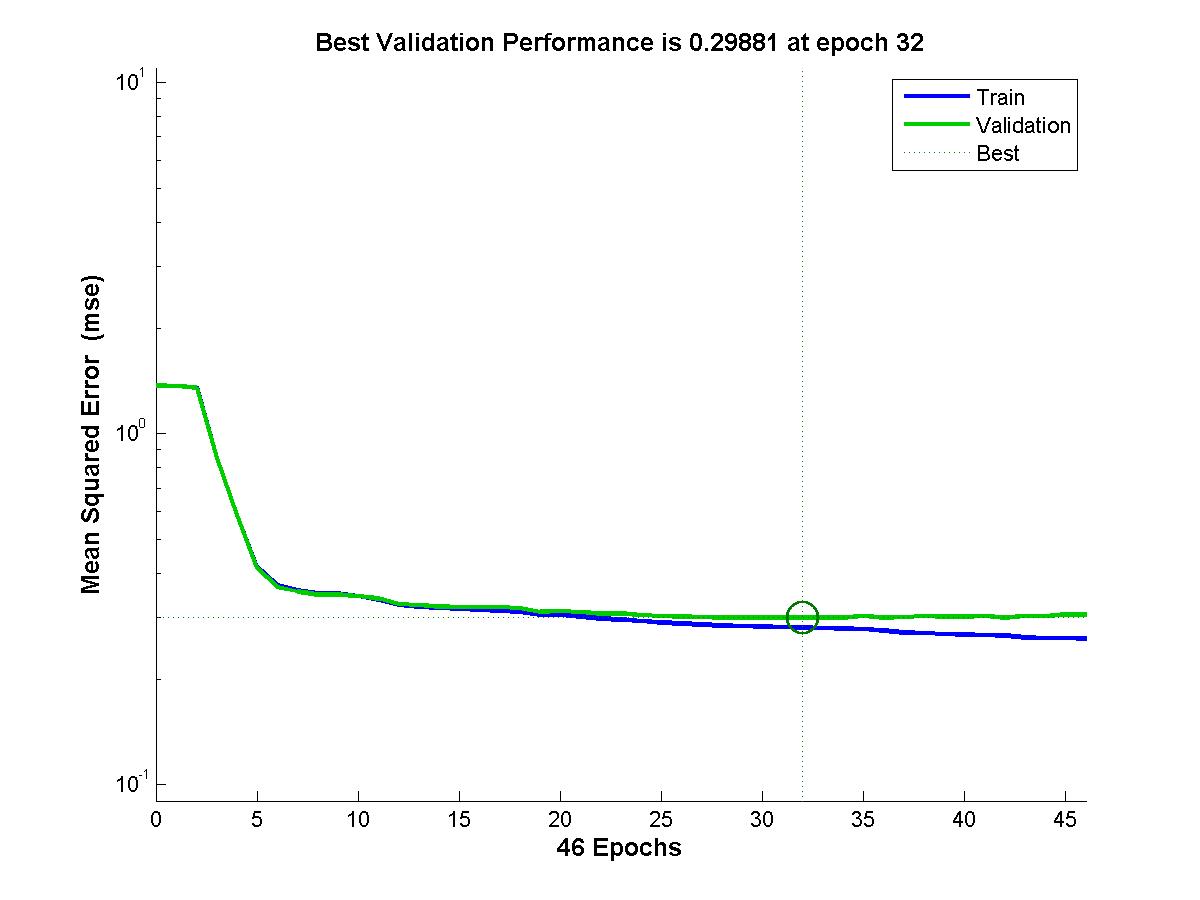 Best Validation Performance is 0.29881 at epoch 32
Train
Validation
Best
Mean Squared Error (mse)
10^1
10^0
10^-1
0 5 10 15 20 25 30 35 40 45
46 Epochs